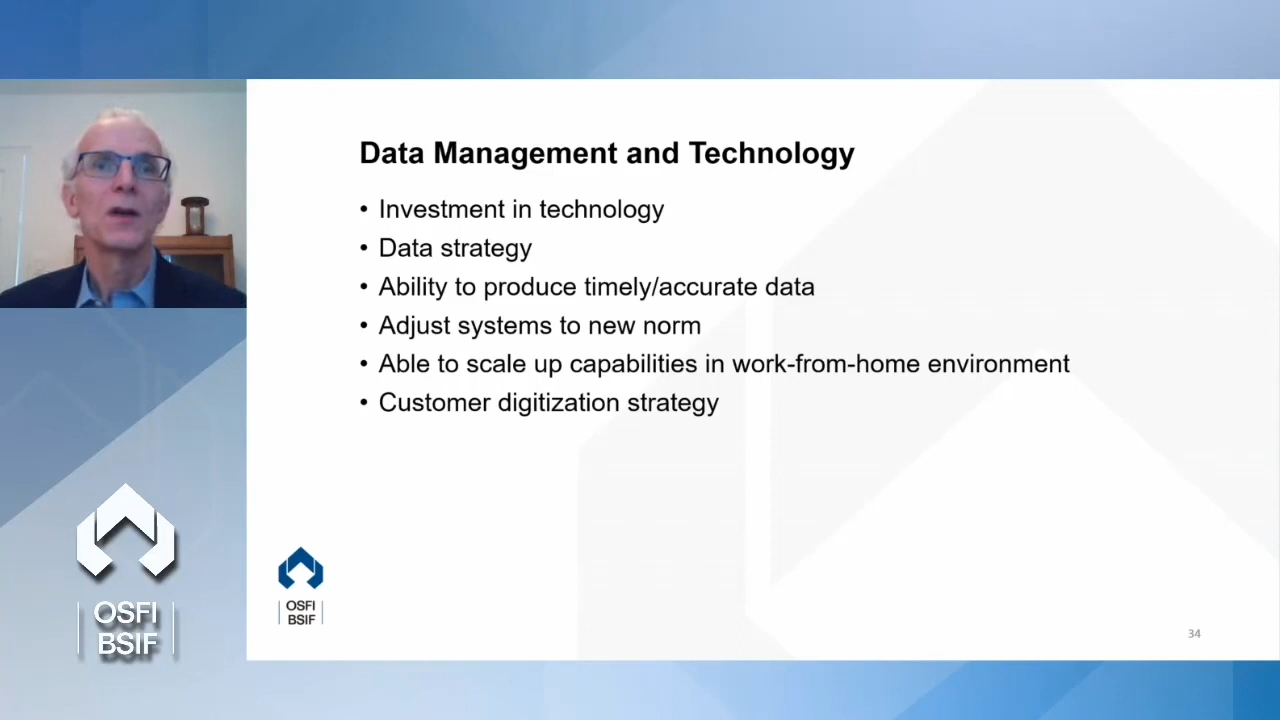 Data Management and Technology
• Investment in technology
• Data strategy
• Ability to produce timely/accurate data
• Adjust systems to new norm
• Able to scale up capabilities in work-from-home environment
• Customer digitization strategy
OSFI
BSIF
OSFI
BSIF
34